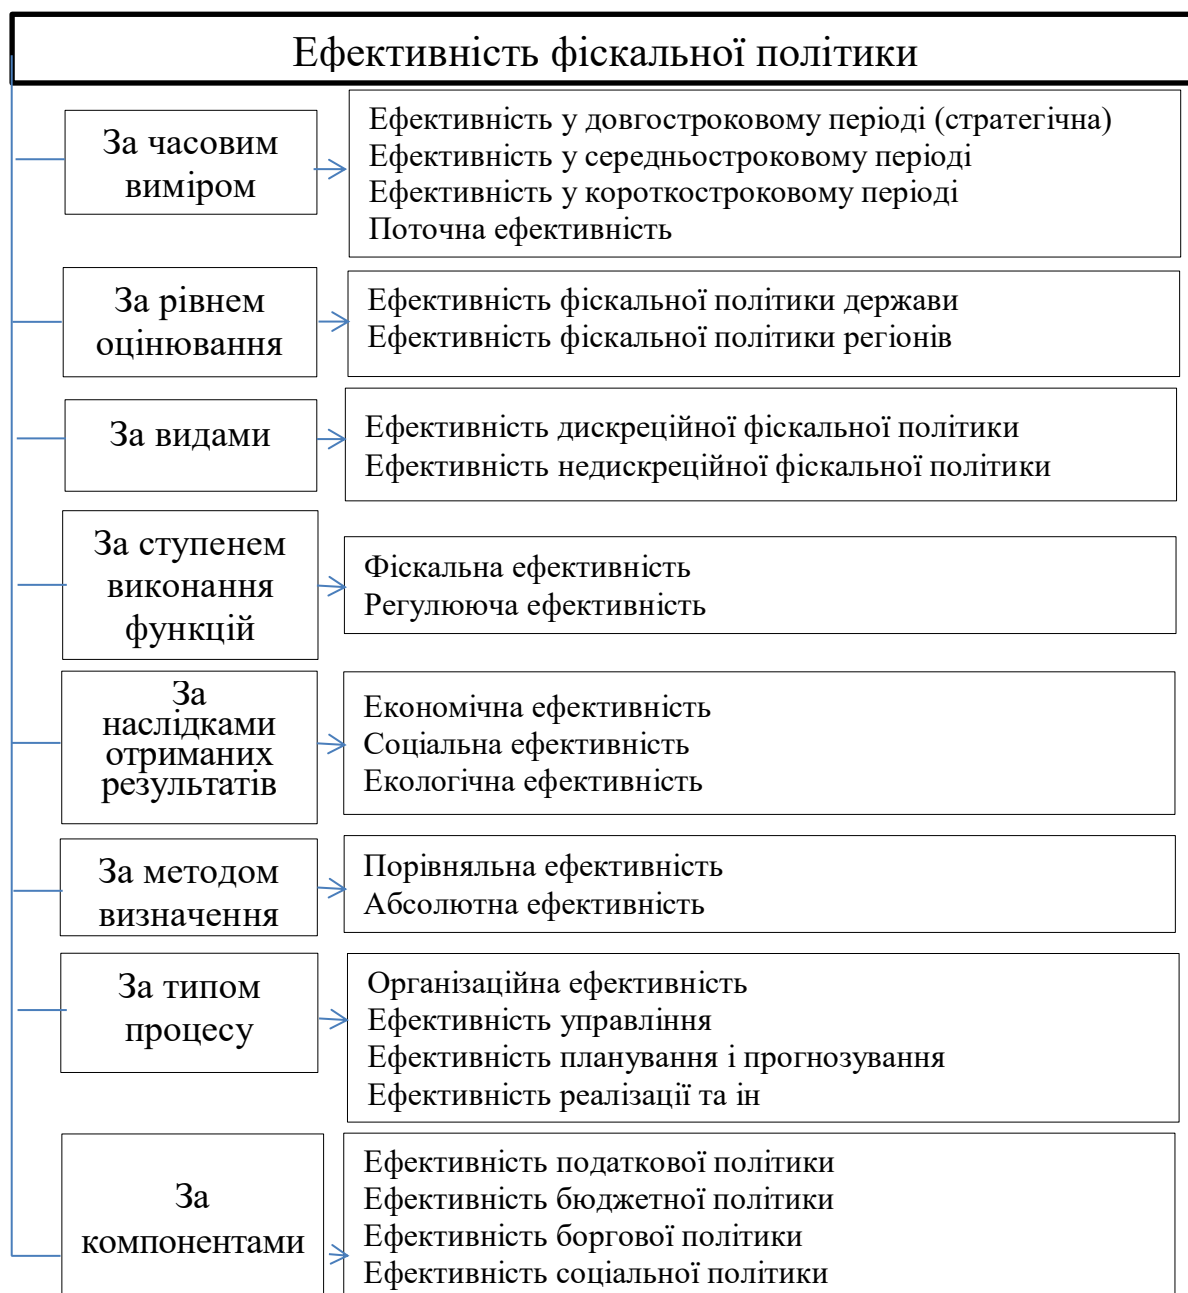 Ефективність фіскальної політики
За часовим
виміром
Ефективність у довгостроковому періоді (стратегічна)
Ефективність у середньостроковому періоді
Ефективність у короткостроковому періоді
Поточна ефективність
За рівнем
оцінювання
Ефективність фіскальної політики держави
Ефективність фіскальної політики регіонів
За видами
Ефективність дискреційної фіскальної політики
Ефективність недискреційної фіскальної політики
За ступенем
виконання
функцій
Фіскальна ефективність
Регулююча ефективність
За
наслідками
отриманих
результатів
Економічна ефективність
Соціальна ефективність
Екологічна ефективність
За методом
визначення
Порівняльна ефективність
Абсолютна ефективність
За типом
процесу
Організаційна ефективність
Ефективність управління
Ефективність планування і прогнозування
Ефективність реалізації та ін
За
компонентами
Ефективність податкової політики
Ефективність бюджетної політики
Ефективність боргової політики
Ефективність соціальної політики